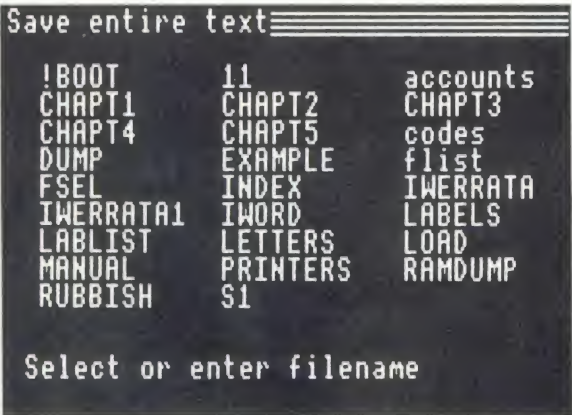 Save entire text
!BOOT 11 accounts
CHAPT1 CHAPT2 CHAPT3
CHAPT4 CHAPT5 codes
DUMP EXAMPLE flist
FSEL INDEX IWERRATA
IWERRATA1 IWORD LABELS
LABLIST LETTERS LOAD
MANUAL PRINTERS RAMDUMP
RUBBISH S1
Select or enter filename